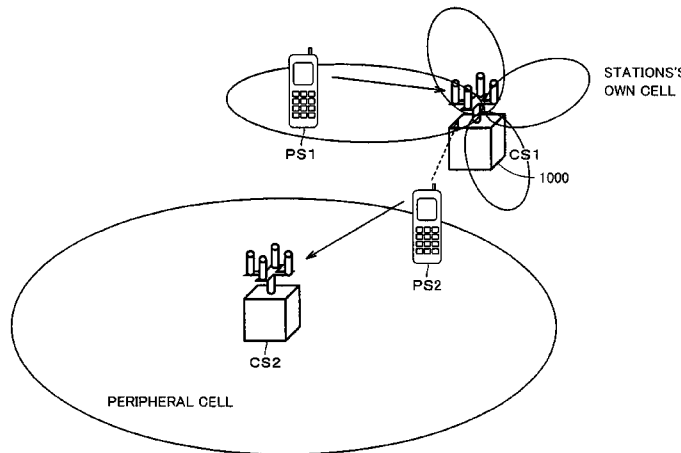 STATIONS'S
OWN CELL
PS1
CS1
1000
PS2
CS2
PERIPHERAL CELL